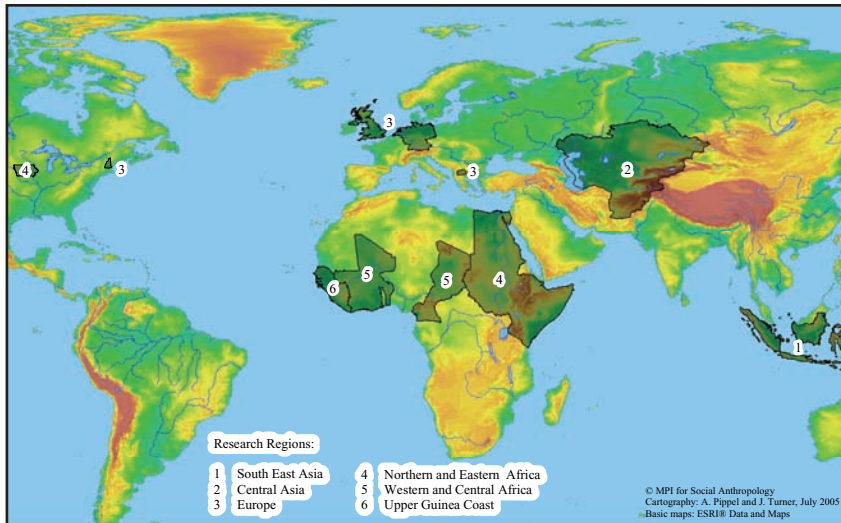 3
4
3
3
2
5
5
4
6
1
Research Regions:
1 South East Asia
2 Central Asia
3 Europe
4 Northern and Eastern Africa
5 Western and Central Africa
6 Upper Guinea Coast
© MPI for Social Anthropology
Cartography: A. Pippel and J. Turner, July 2005
Basic maps: ESRI® Data and Maps